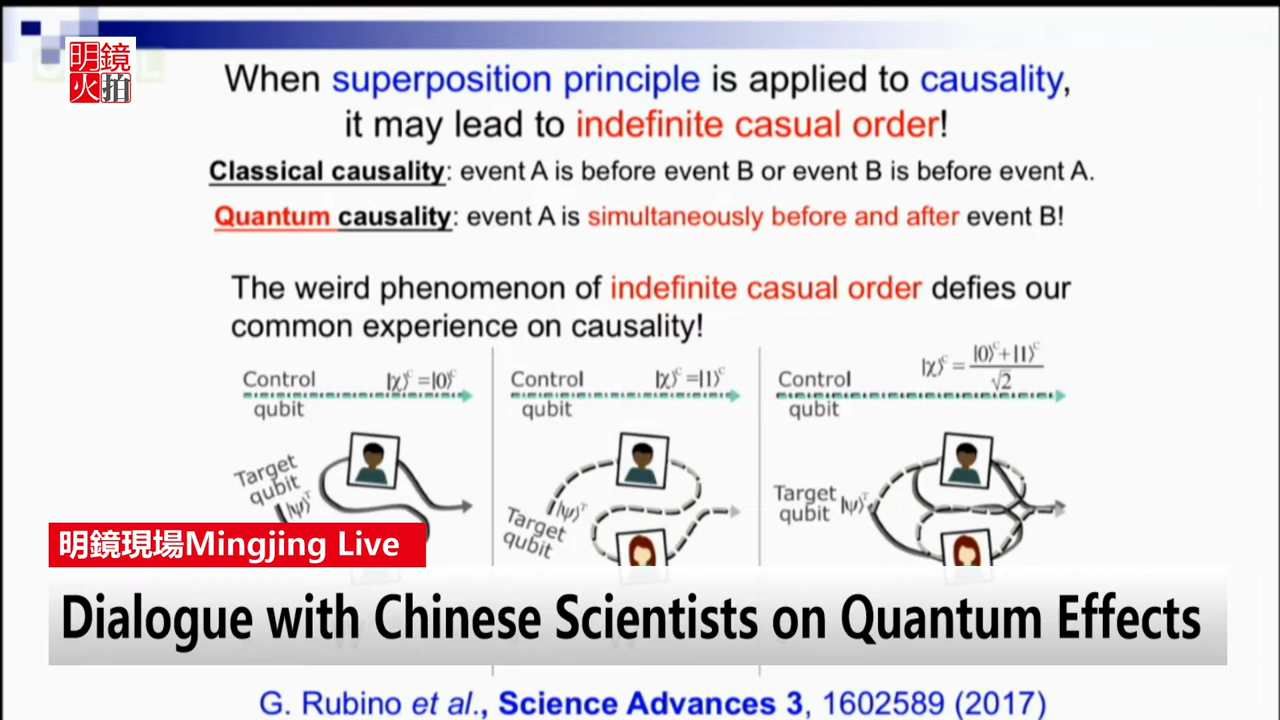 明鏡
火拍
When superposition principle is applied to causality,
it may lead to indefinite casual order!
Classical causality: event A is before event B or event B is before event A.
Quantum causality: event A is simultaneously before and after event B!
The weird phenomenon of indefinite casual order defies our
common experience on causality!
Control
qubit
|χ⟩ᶜ=|0⟩ᶜ
Target
qubit
|ψ⟩ᵀ
Control
qubit
|χ⟩ᶜ=|1⟩ᶜ
|ψ⟩ᵀ
Target
qubit
Control
qubit
|χ⟩ᶜ = |0⟩ᶜ+|1⟩ᶜ
√2
Target
qubit
|ψ⟩ᵀ
明鏡現場Mingjing Live
Dialogue with Chinese Scientists on Quantum Effects
G. Rubino et al., Science Advances 3, 1602589 (2017)